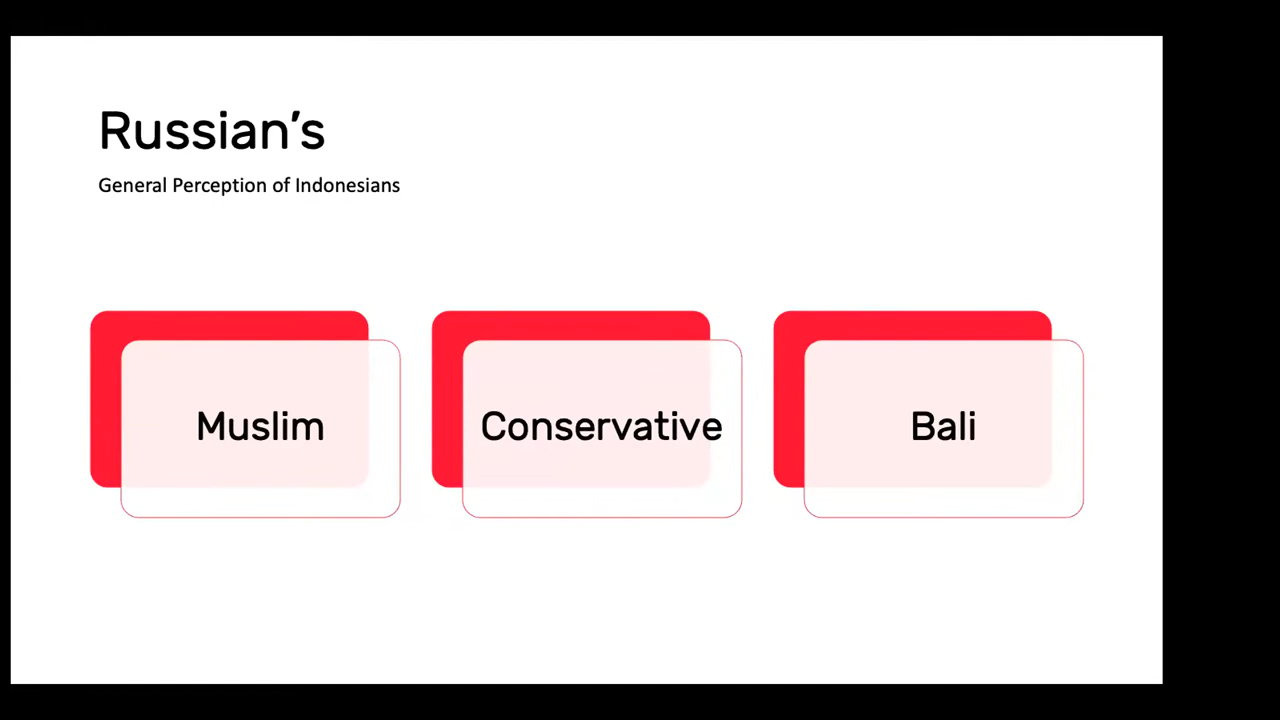 Russian’s
General Perception of Indonesians
Muslim
Conservative
Bali